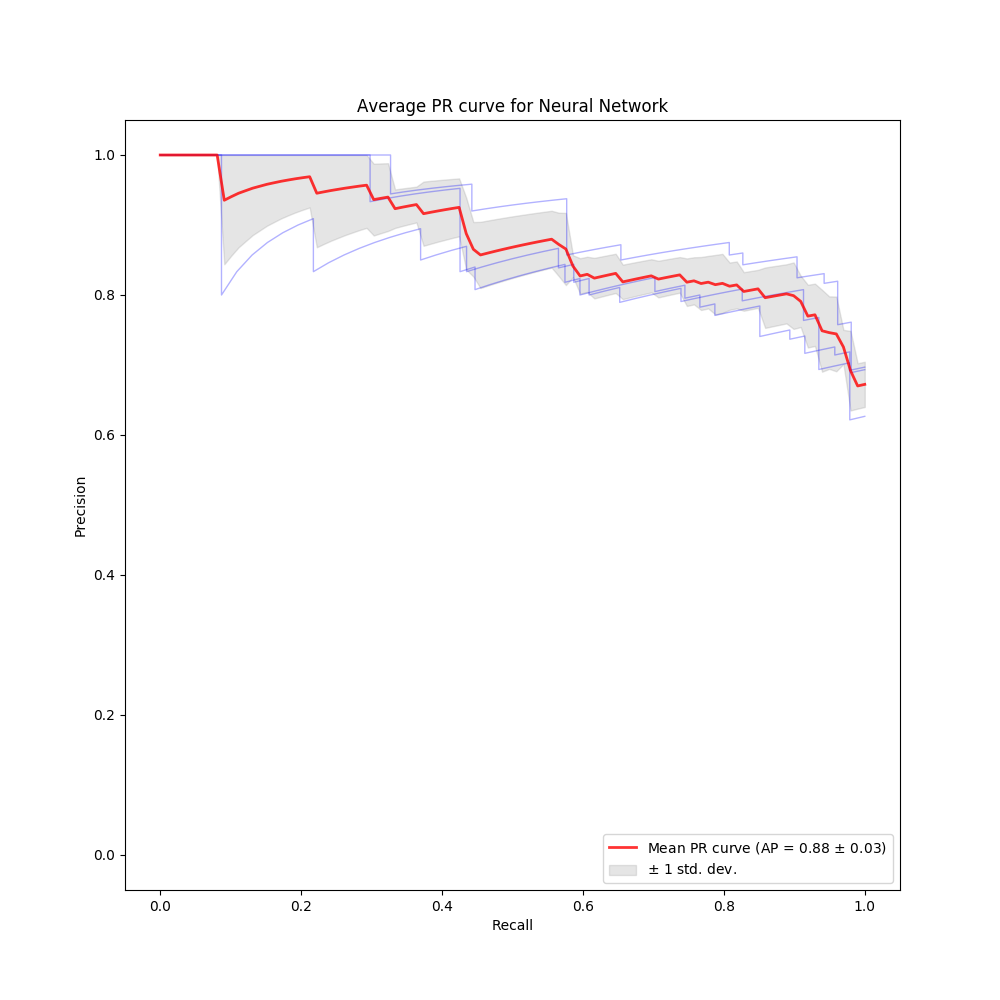 Average PR curve for Neural Network
1.0
0.8
0.6
0.4
0.2
0.0
Precision
0.0 0.2 0.4 0.6 0.8 1.0
Recall
Mean PR curve (AP = 0.88 ± 0.03)
± 1 std. dev.